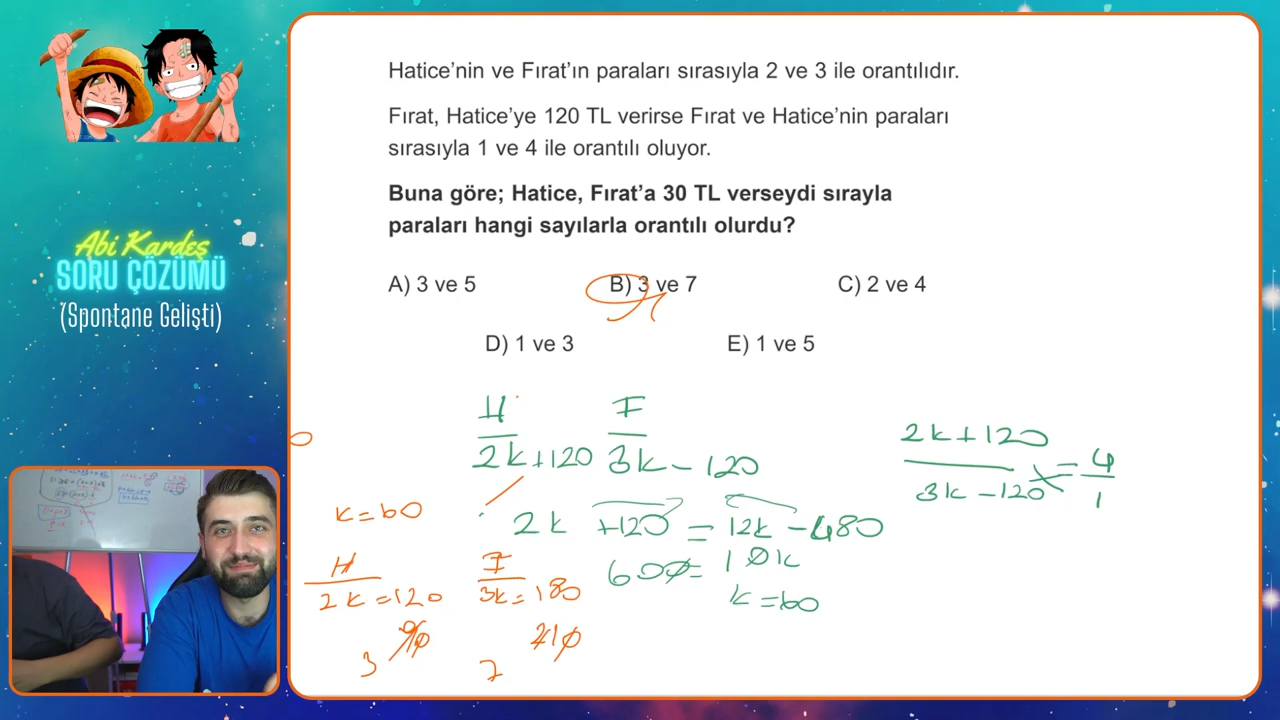 Hatice’nin ve Fırat’ın paraları sırasıyla 2 ve 3 ile orantılıdır.
Fırat, Hatice’ye 120 TL verirse Fırat ve Hatice’nin paraları
sırasıyla 1 ve 4 ile orantılı oluyor.
Buna göre; Hatice, Fırat’a 30 TL verseydi sırayla
paraları hangi sayılarla orantılı olurdu?
A) 3 ve 5 B) 3 ve 7 C) 2 ve 4
D) 1 ve 3 E) 1 ve 5
Abi Kardeş
SORU ÇÖZÜMÜ
(Spontane Gelişti)
H F
2k+120 3k-120
2k +120 = 12k -480
600= 10k
k=60
2k+120 = 4
3k-120 1
k=60
H F
2k=120 3k=180
90 210
3 7